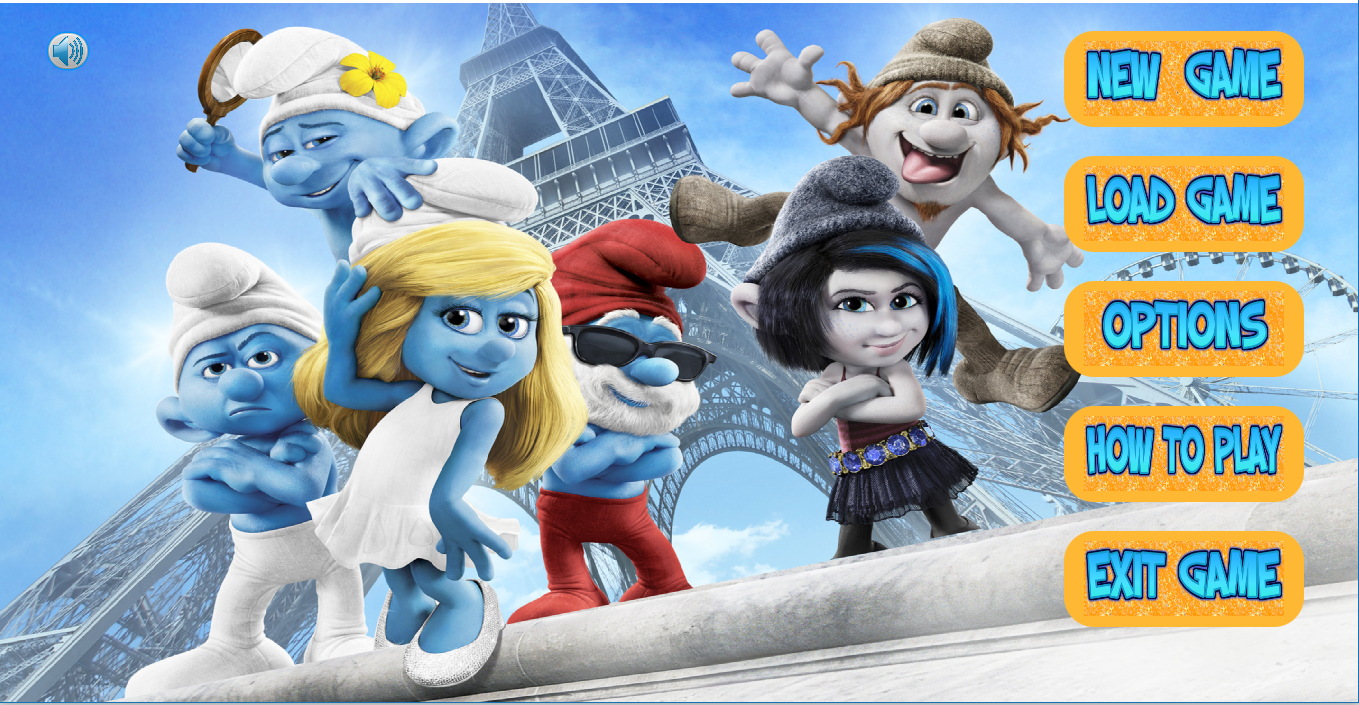 NEW GAME
LOAD GAME
OPTIONS
HOW TO PLAY
EXIT GAME